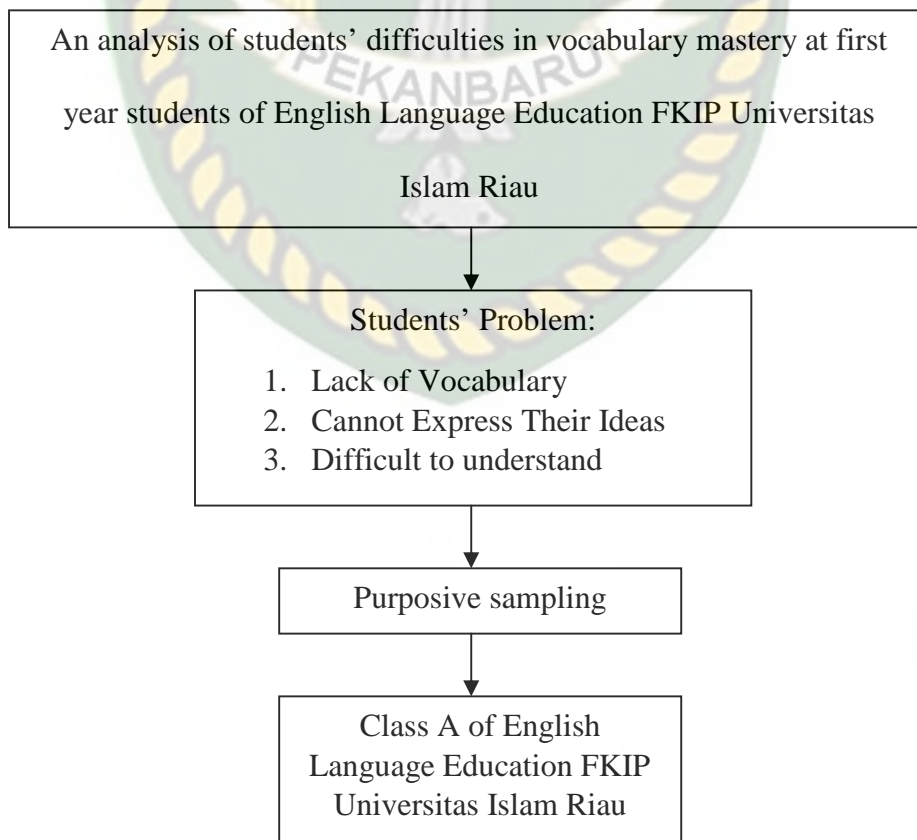 An analysis of students’ difficulties in vocabulary mastery at first
PEKANBARU
year students of English Language Education FKIP Universitas
Islam Riau
Students’ Problem:
1. Lack of Vocabulary
2. Cannot Express Their Ideas
3. Difficult to understand
Purposive sampling
Class A of English
Language Education FKIP
Universitas Islam Riau